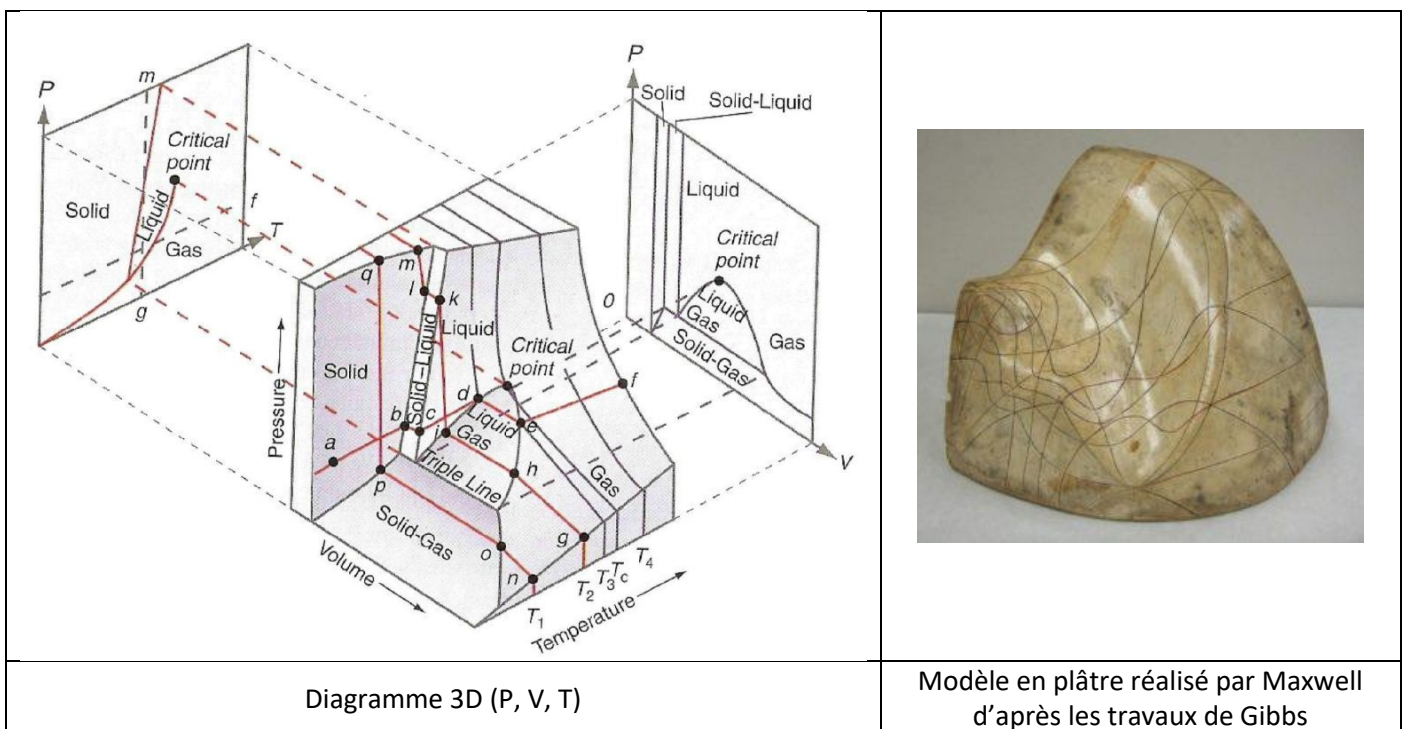 P
m
Critical
point
Solid
Liquid
Gas
f
T
g
P
Solid
Solid-Liquid
Liquid
Critical
point
Liquid
Gas
Gas
Solid-Gas
0
V
Pressure
q
m
l
k
Solid
Solid-Liquid
Liquid
Critical
point
a
b
c
d
e
f
i
Liquid
Gas
h
Triple Line
Gas
p
Solid-Gas
o
g
n
Volume
T1
T2
T3
Tc
T4
Temperature
Diagramme 3D (P, V, T)
Modèle en plâtre réalisé par Maxwell
d'après les travaux de Gibbs